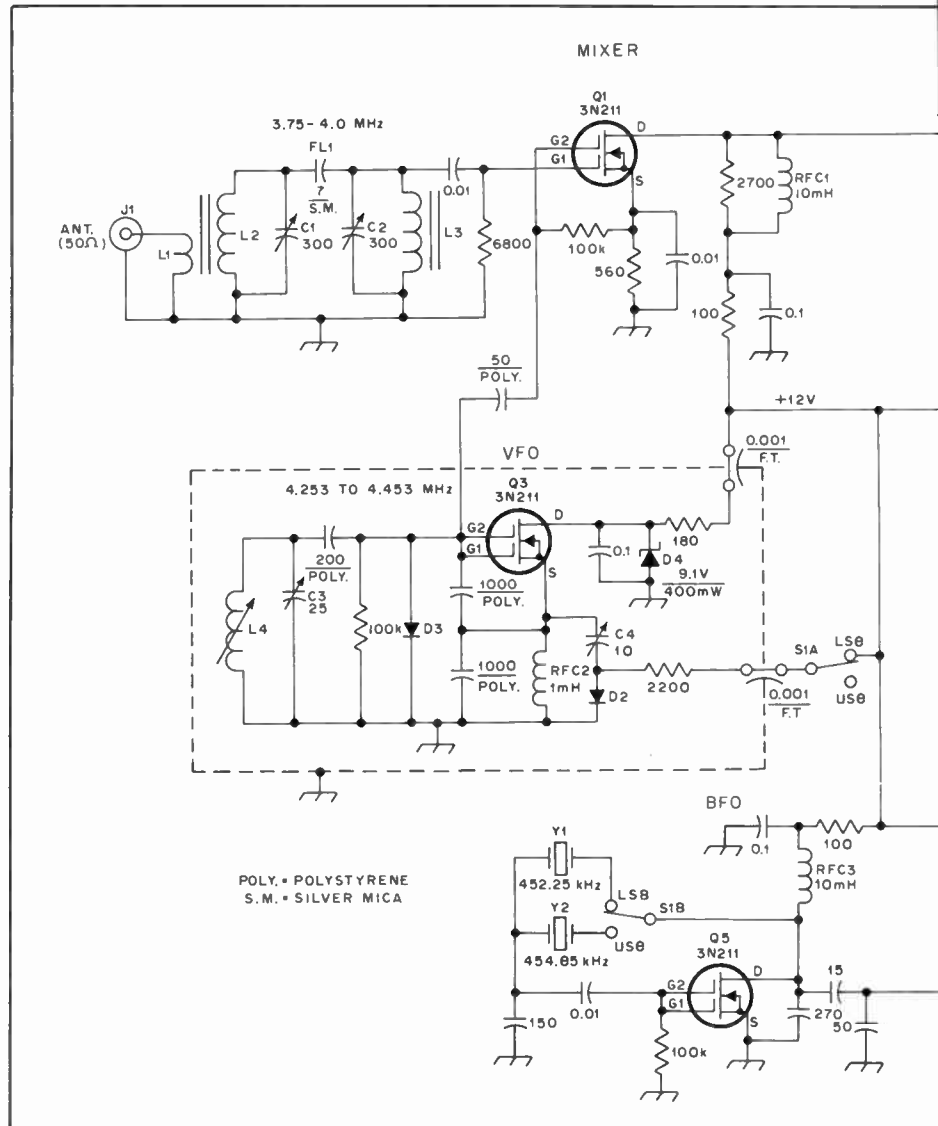 MIXER
Q1
3N211
3.75-4.0 MHz
FL1
7
S.M.
0.01
G2
G1
D
S
J1
ANT.
(50Ω)
L1
L2
C1
300
C2
300
L3
6800
100k
560
0.01
2700
RFC1
10mH
100
0.1
50
POLY.
+12V
0.001
F.T.
VFO
4.253 TO 4.453 MHz
Q3
3N211
D
G2
G1
S
200
POLY.
C3
25
L4
100k
D3
1000
POLY.
1000
POLY.
0.1
180
D4
9.1V
400mW
C4
10
RFC2
1mH
D2
2200
0.001
F.T
S1A
LSB
USB
BFO
0.1
100
RFC3
10mH
POLY.= POLYSTYRENE
S.M.= SILVER MICA
Y1
452.25 kHz
LSB
S1B
Y2
454.85 kHz
USB
Q5
3N211
D
G2
G1
S
15
0.01
150
100k
270
50